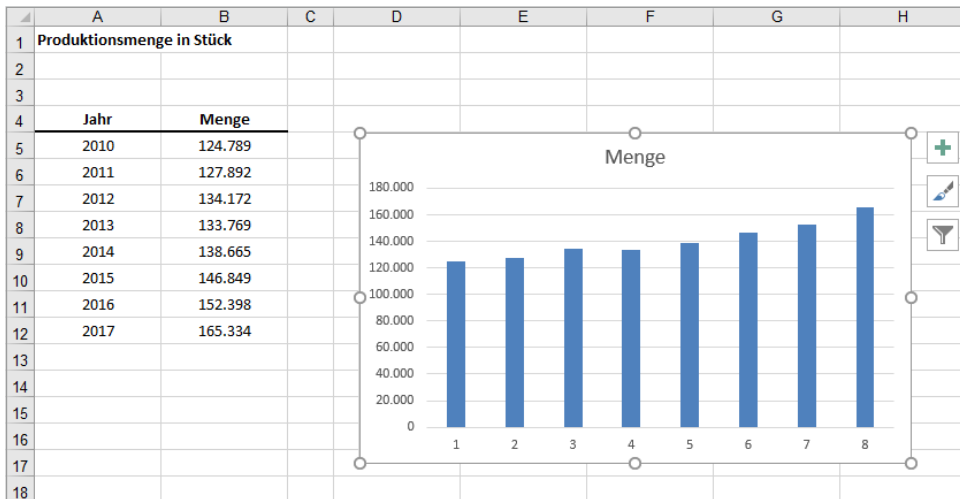 A B C D E F G H
1 Produktionsmenge in Stück
2
3
4 Jahr Menge
5 2010 124.789
6 2011 127.892
7 2012 134.172
8 2013 133.769
9 2014 138.665
10 2015 146.849
11 2016 152.398
12 2017 165.334
13
14
15
16
17
18
Menge
180.000
160.000
140.000
120.000
100.000
80.000
60.000
40.000
20.000
0
1 2 3 4 5 6 7 8